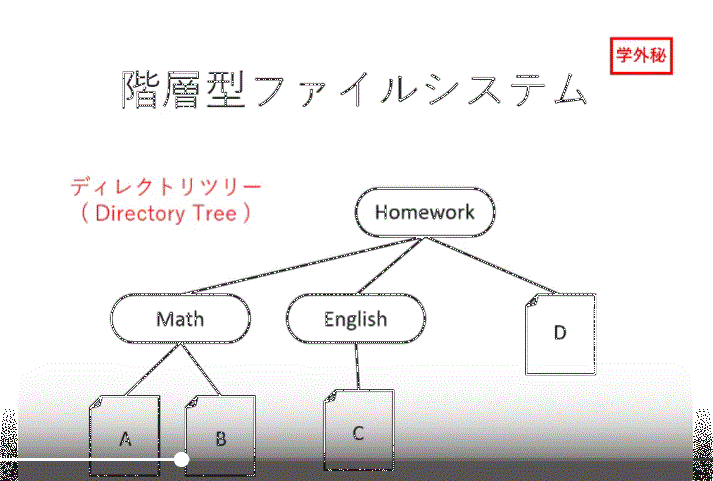 学外秘
階層型ファイルシステム
ディレクトリツリー
( Directory Tree )
Homework
Math
English
D
A
B
C